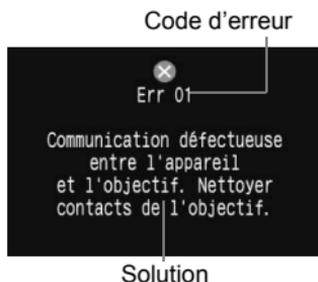 Code d'erreur
Err 01
Communication défectueuse
entre l'appareil
et l'objectif. Nettoyer
contacts de l'objectif.
Solution